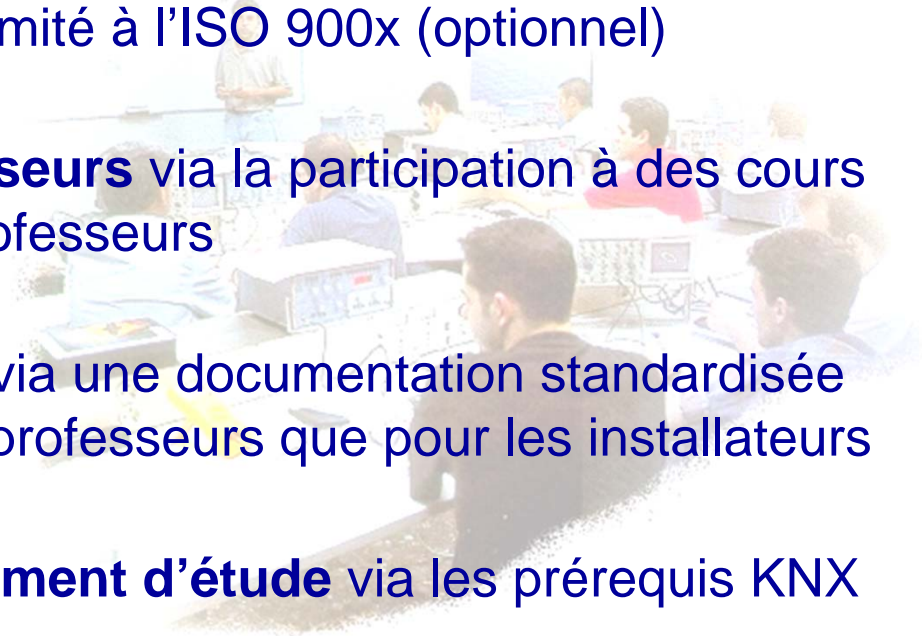 mité à l’ISO 900x (optionnel)
seurs via la participation à des cours
ofesseurs
via une documentation standardisée
professeurs que pour les installateurs
ment d’étude via les prérequis KNX